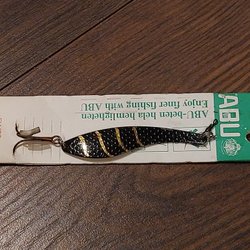 ABU
ABU-beten hela hemligheten
Enjoy finer fishing with ABU